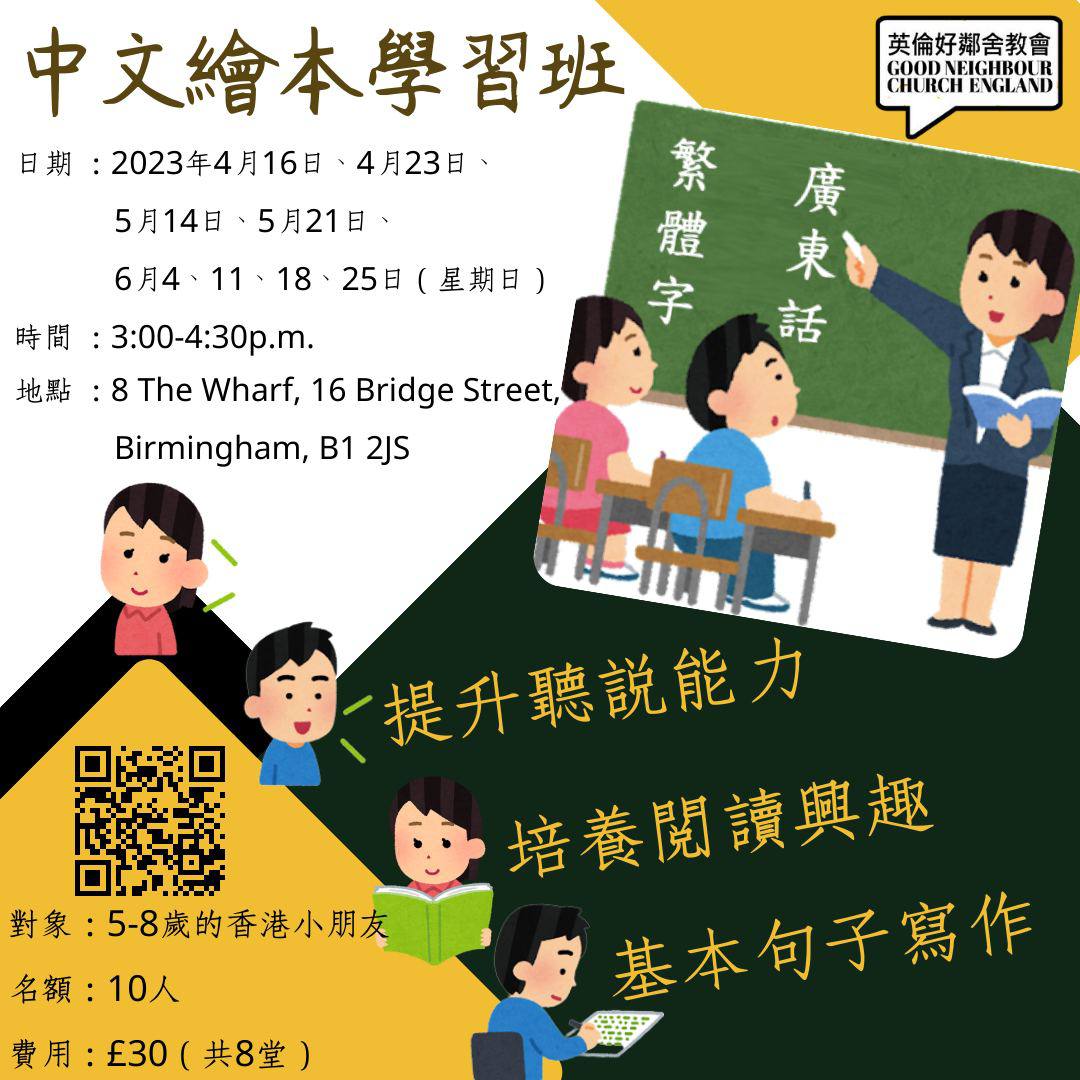 中文繪本學習班
英倫好鄰舍教會
GOOD NEIGHBOUR
CHURCH ENGLAND
日期 : 2023年4月16日、4月23日、
5月14日、5月21日、
6月4、11、18、25日 ( 星期日 )
時間 : 3:00-4:30p.m.
地點 : 8 The Wharf, 16 Bridge Street,
Birmingham, B1 2JS
繁體字
廣東話
提升聽説能力
培養閱讀興趣
基本句子寫作
對象 : 5-8歲的香港小朋友
名額 : 10人
費用 : £30 ( 共8堂 )